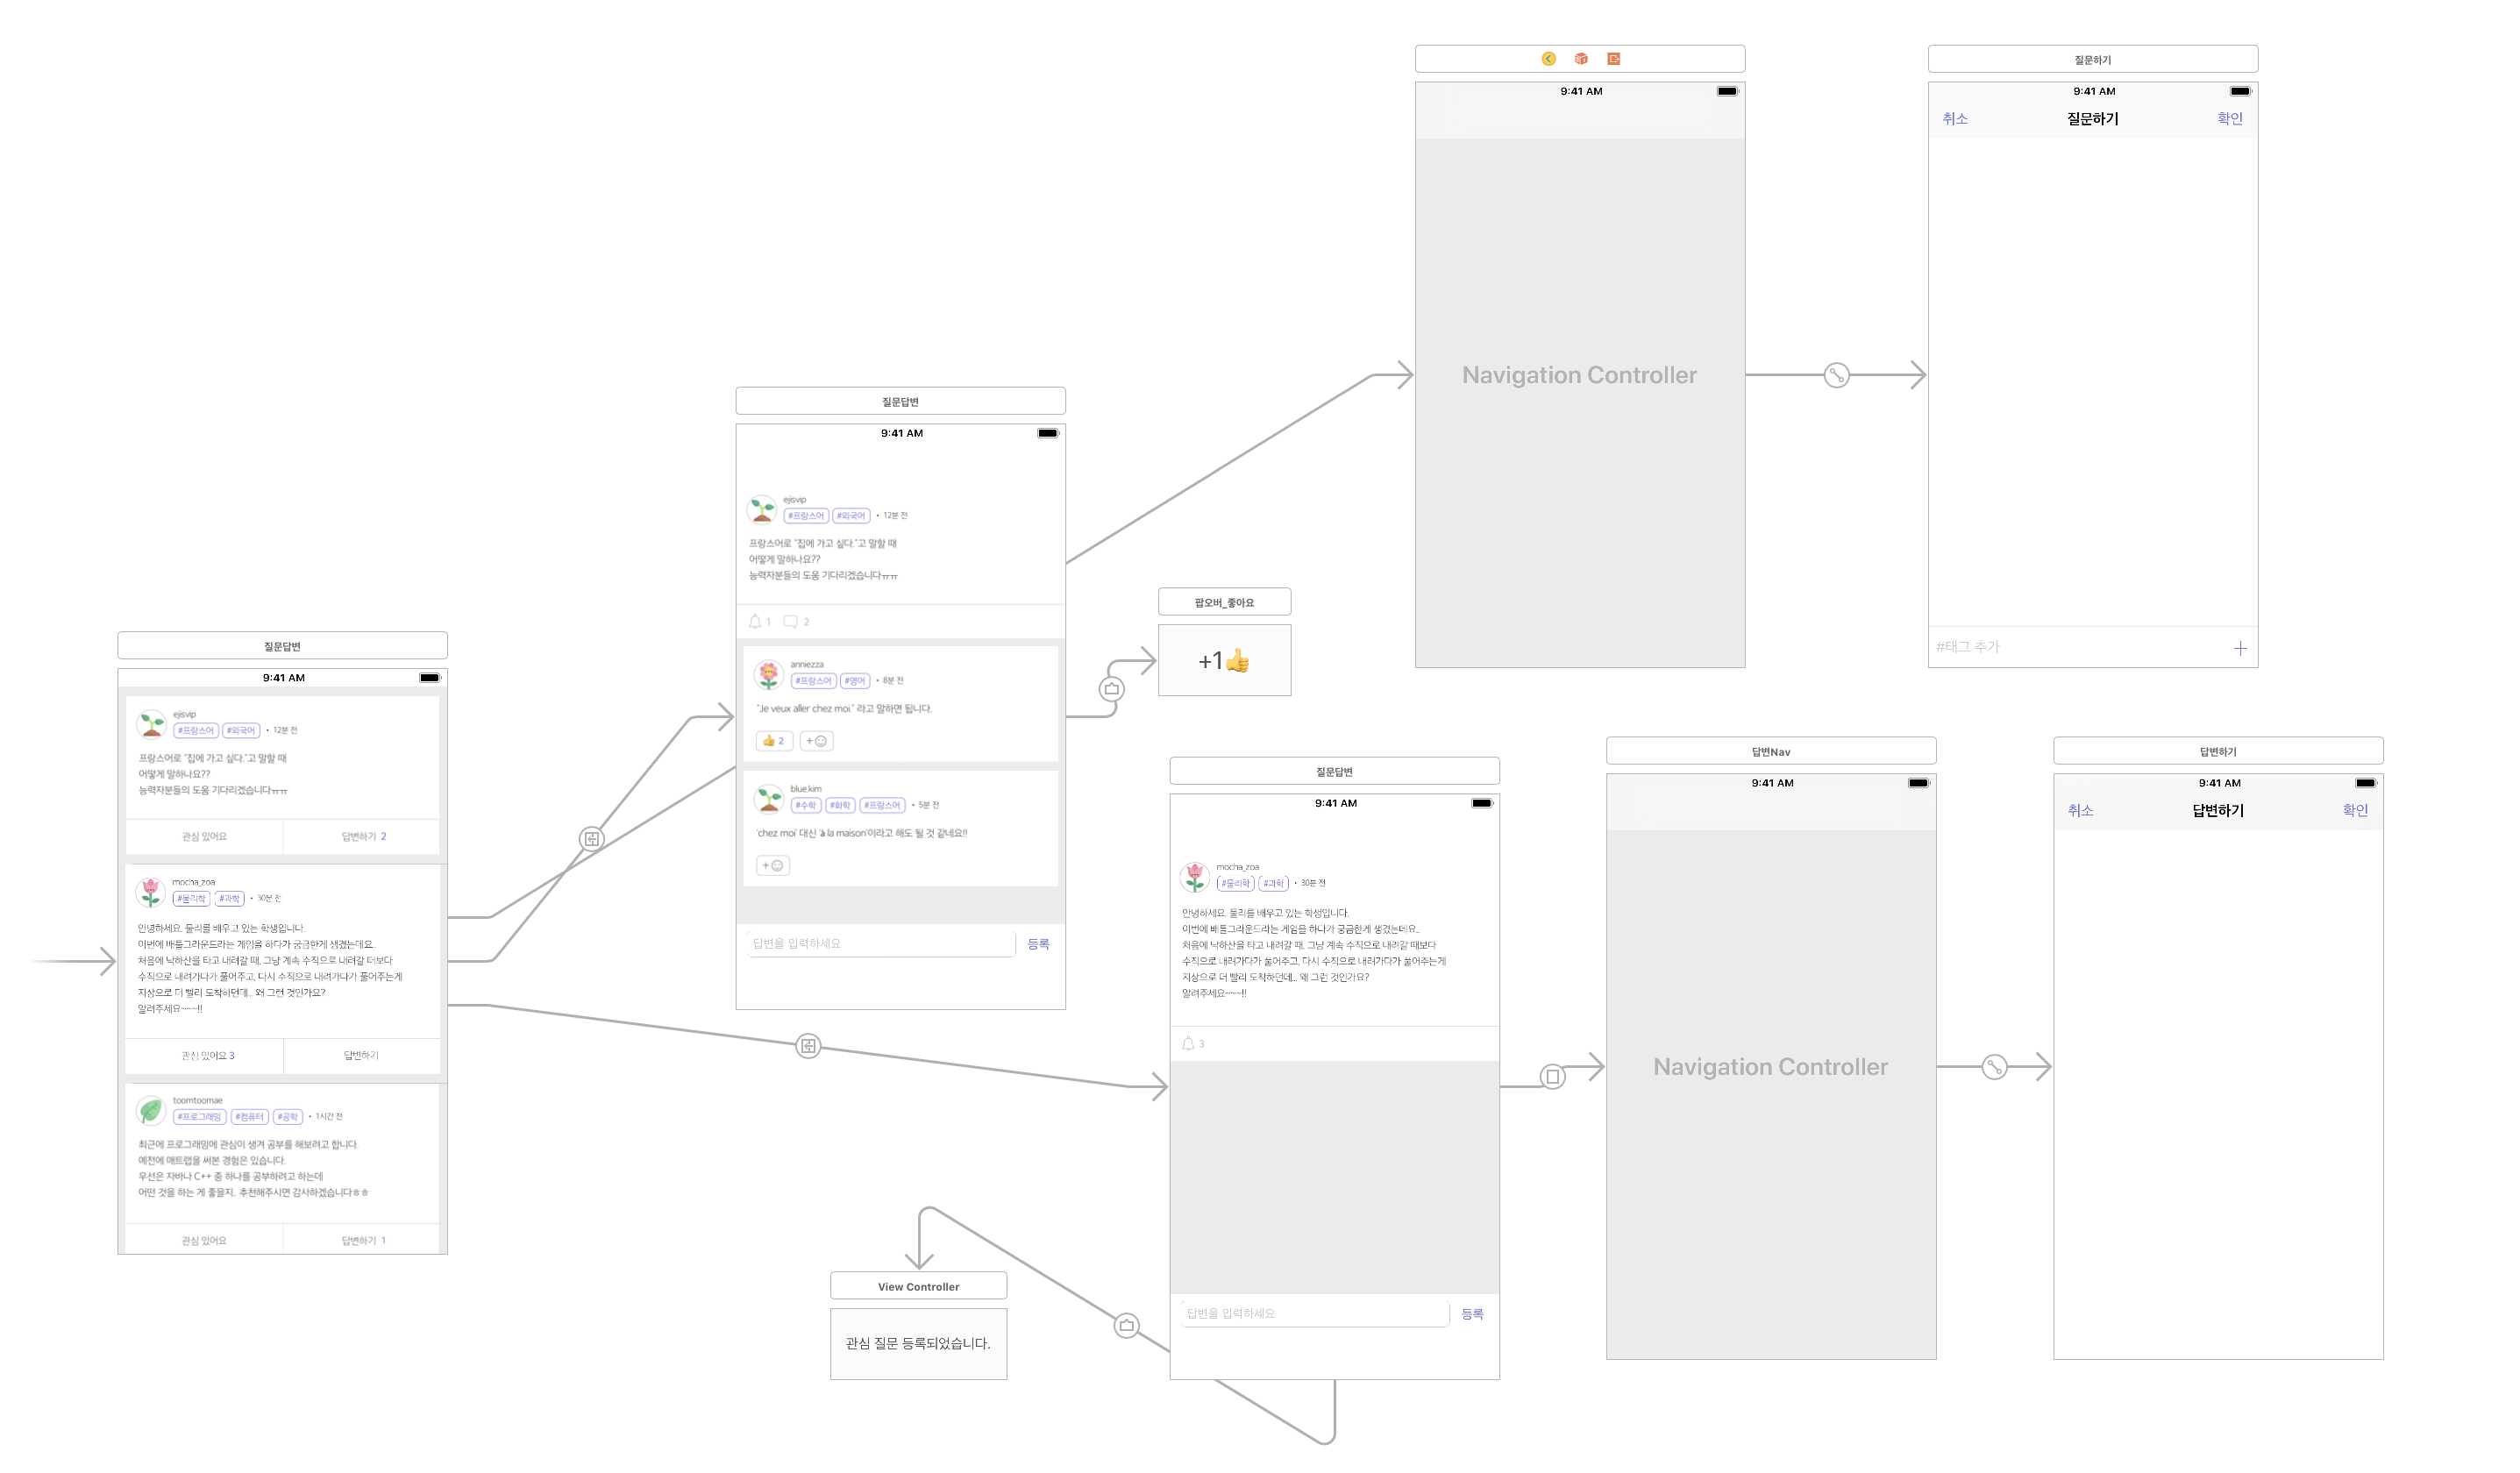 질문답변
9:41 AM
ejisvip
#프랑스어 #외국어 • 12분 전
프랑스어로 "집에 가고 싶다."고 말할 때
어떻게 말하나요??
능력자분들의 도움 기다리겠습니다ㅠㅠ
관심 있어요 답변하기 2
mocha_zoa
#물리학 #과학 • 30분 전
안녕하세요. 물리를 배우고 있는 학생입니다.
이번에 배틀그라운드라는 게임을 하다가 궁금한게 생겼는데요..
처음에 낙하산을 타고 내려갈 때, 그냥 계속 수직으로 내려갈 때보다
수직으로 내려가다가 풀어주고, 다시 수직으로 내려가다가 풀어주는게
지상으로 더 빨리 도착하던데... 왜 그런 것인가요?
알려주세요~~~!!
관심 있어요 3 답변하기
toomtoomae
#프로그래밍 #컴퓨터 #공학 • 1시간 전
최근에 프로그래밍에 관심이 생겨 공부를 해보려고 합니다.
예전에 매트랩을 써본 경험은 있습니다.
우선은 자바나 C++ 중 하나를 공부하려고 하는데
어떤 것을 하는 게 좋을지.. 추천해주시면 감사하겠습니다ㅎㅎ
관심 있어요 답변하기 1
질문답변
9:41 AM
ejisvip
#프랑스어 #외국어 • 12분 전
프랑스어로 "집에 가고 싶다."고 말할 때
어떻게 말하나요??
능력자분들의 도움 기다리겠습니다ㅠㅠ
1 2
anniezza
#프랑스어 #영어 • 8분 전
"Je veux aller chez moi." 라고 말하면 됩니다.
👍 2 +
blue.kim
#수학 #화학 #프랑스어 • 5분 전
'chez moi' 대신 'à la maison'이라고 해도 될 것 같네요!!
+
답변을 입력하세요 등록
팝오버_좋아요
+1👍
9:41 AM
Navigation Controller
질문하기
9:41 AM
취소 질문하기 확인
#태그 추가 +
View Controller
관심 질문 등록되었습니다.
질문답변
9:41 AM
mocha_zoa
#물리학 #과학 • 30분 전
안녕하세요. 물리를 배우고 있는 학생입니다.
이번에 배틀그라운드라는 게임을 하다가 궁금한게 생겼는데요..
처음에 낙하산을 타고 내려갈 때, 그냥 계속 수직으로 내려갈 때보다
수직으로 내려가다가 풀어주고, 다시 수직으로 내려가다가 풀어주는게
지상으로 더 빨리 도착하던데... 왜 그런 것인가요?
알려주세요~~~!!
3
답변을 입력하세요 등록
답변Nav
9:41 AM
Navigation Controller
답변하기
9:41 AM
취소 답변하기 확인